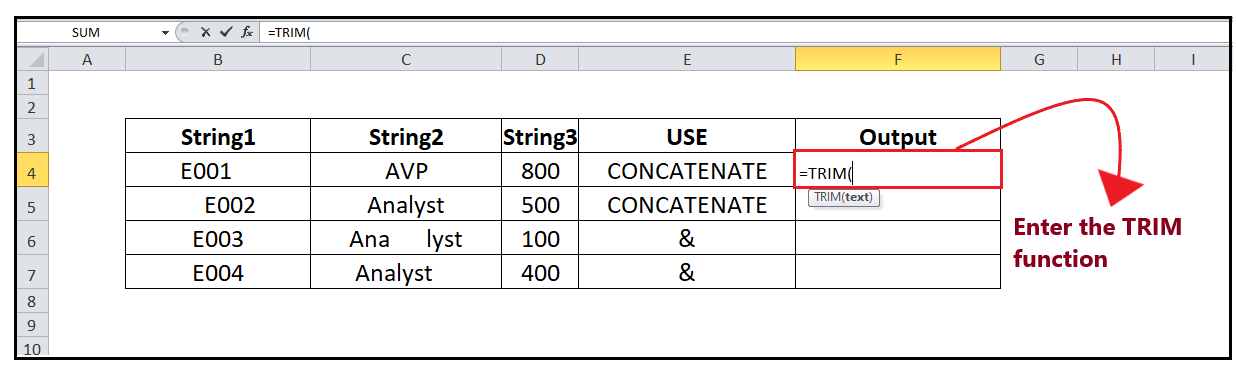 SUM =TRIM(
A B C D E F G H I
1
2
3 String1 String2 String3 USE Output
4 E001 AVP 800 CONCATENATE =TRIM(
TRIM(text)
5 E002 Analyst 500 CONCATENATE
Enter the TRIM
function
6 E003 Ana lyst 100 &
7 E004 Analyst 400 &
8
9
10